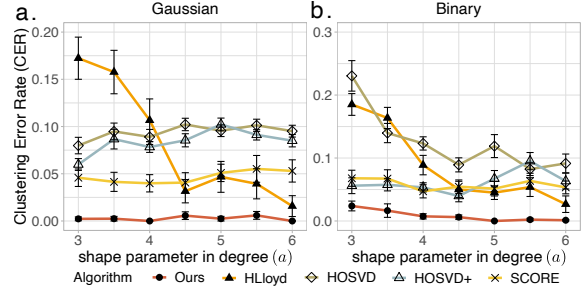 a. Gaussian
b. Binary
Clustering Error Rate (CER)
0.20
0.15
0.10
0.05
0.00
3 4 5 6
shape parameter in degree (a)
0.3
0.2
0.1
0.0
3 4 5 6
shape parameter in degree (a)
Algorithm Ours HLloyd HOSVD HOSVD+ SCORE